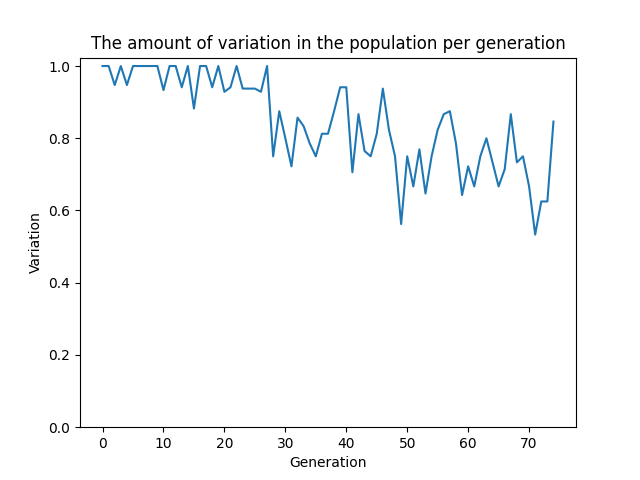 The amount of variation in the population per generation
1.0
0.8
0.6
0.4
0.2
0.0
Variation
0 10 20 30 40 50 60 70
Generation